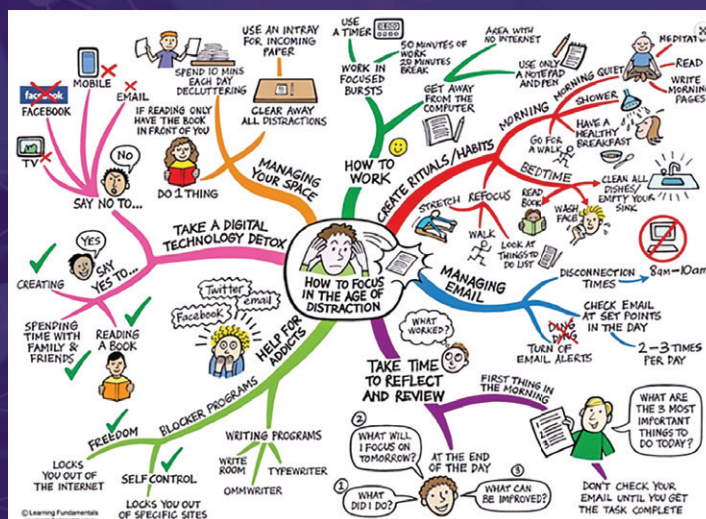 HOW TO FOCUS
IN THE AGE OF
DISTRACTION
HOW TO
WORK
WORK IN
FOCUSED
BURSTS
USE
A TIMER
50 MINUTES OF
WORK
20 MINUTES
BREAK
GET AWAY
FROM THE
COMPUTER
AREA WITH
NO INTERNET
USE ONLY
A NOTEPAD
AND PEN
CREATE RITUALS/HABITS
MORNING
MORNING QUIET
MEDITATE
READ
WRITE
MORNING
PAGES
SHOWER
HAVE A
HEALTHY
BREAKFAST
GO FOR
A WALK
BEDTIME
READ
BOOK
WASH
FACE
CLEAN ALL
DISHES/
EMPTY YOUR
SINK
REFOCUS
STRETCH
WALK
LOOK AT
THINGS TO
DO LIST
MANAGING
EMAIL
DISCONNECTION
TIMES
8am-10am
CHECK EMAIL
AT SET POINTS
IN THE DAY
2-3 TIMES
PER DAY
DING
DING
TURN OF
EMAIL ALERTS
TAKE TIME
TO REFLECT
AND REVIEW
WHAT
WORKED?
FIRST THING IN
THE MORNING
WHAT ARE
THE 3 MOST
IMPORTANT
THINGS TO
DO TODAY?
1
2
3
DON'T CHECK YOUR
EMAIL UNTIL YOU GET
THE TASK COMPLETE
AT THE END
OF THE DAY
1
WHAT
DID I DO?
2
WHAT WILL
I FOCUS ON
TOMORROW?
3
WHAT CAN
BE IMPROVED?
HELP FOR
ADDICTS
Twitter
Facebook
email
BLOCKER PROGRAMS
FREEDOM
LOCKS
YOU OUT OF
THE INTERNET
SELF CONTROL
LOCKS YOU OUT
OF SPECIFIC SITES
WRITING PROGRAMS
WRITE
ROOM
OMMWRITER
TYPEWRITER
TAKE A DIGITAL
TECHNOLOGY DETOX
SAY NO TO...
NO
TV
facebook
FACEBOOK
MOBILE
EMAIL
SAY
YES TO...
YES
CREATING
SPENDING
TIME WITH
FAMILY &
FRIENDS
READING
A BOOK
MANAGING
YOUR SPACE
DO 1 THING
IF READING ONLY
HAVE THE BOOK
IN FRONT OF YOU
SPEND 10 MINS
EACH DAY
DECLUTTERING
CLEAR AWAY
ALL DISTRACTIONS
USE AN INTRAY
FOR INCOMING
PAPER
© Learning Fundamentals